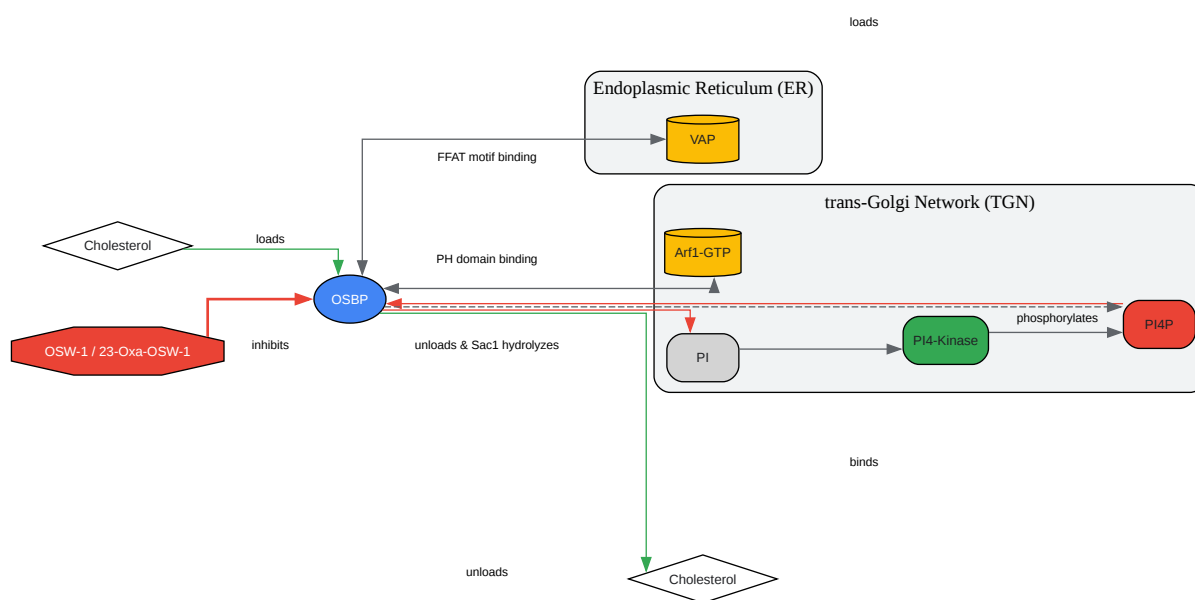 loads
Endoplasmic Reticulum (ER)
VAP
FFAT motif binding
trans-Golgi Network (TGN)
Cholesterol
loads
Arf1-GTP
PH domain binding
OSBP
phosphorylates
PI4P
OSW-1 / 23-Oxa-OSW-1
inhibits
unloads & Sac1 hydrolyzes
PI
PI4-Kinase
binds
unloads
Cholesterol